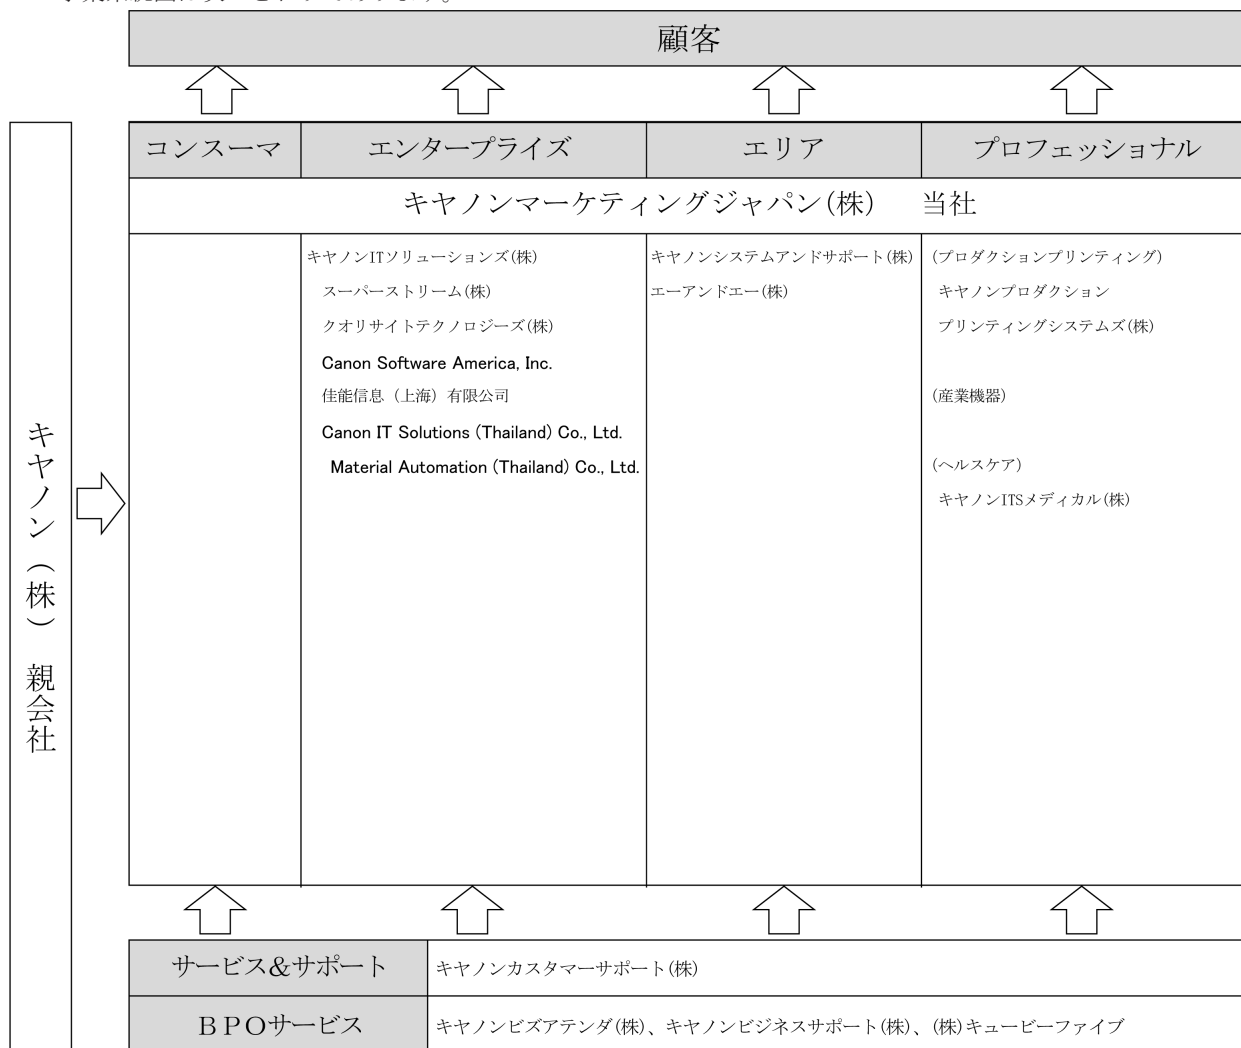 顧客
コンスーマ
エンタープライズ
エリア
プロフェッショナル
キヤノンマーケティングジャパン(株)　当社
キヤノンITソリューションズ(株)
スーパーストリーム(株)
クオリサイトテクノロジーズ(株)
Canon Software America, Inc.
佳能信息（上海）有限公司
Canon IT Solutions (Thailand) Co., Ltd.
Material Automation (Thailand) Co., Ltd.
キヤノンシステムアンドサポート(株)
エーアンドエー(株)
(プロダクションプリンティング)
キヤノンプロダクション
プリンティングシステムズ(株)
(産業機器)
(ヘルスケア)
キヤノンITSメディカル(株)
キヤノン（株）　親会社
サービス&サポート
キヤノンカスタマーサポート(株)
ＢＰＯサービス
キヤノンビズアテンダ(株)、キヤノンビジネスサポート(株)、(株)キュービーファイブ